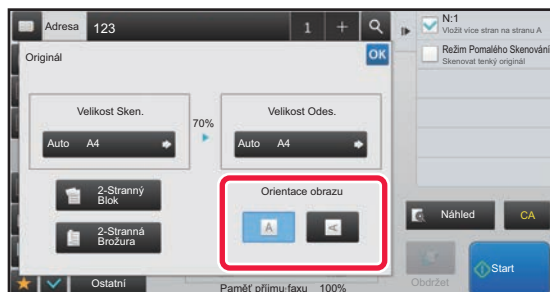 Adresa 123 1 +
N:1
Vložit více stran na stranu A
Originál OK
Režim Pomalého Skenování
Skenovat tenký originál
Velikost Sken. 70% Velikost Odes.
Auto A4 Auto A4
2-Stranný
Blok
Orientace obrazu
A A
2-Stranná
Brožura
Náhled CA
Ostatní
Paměť příjmu faxu 100%
Obdržet
Start